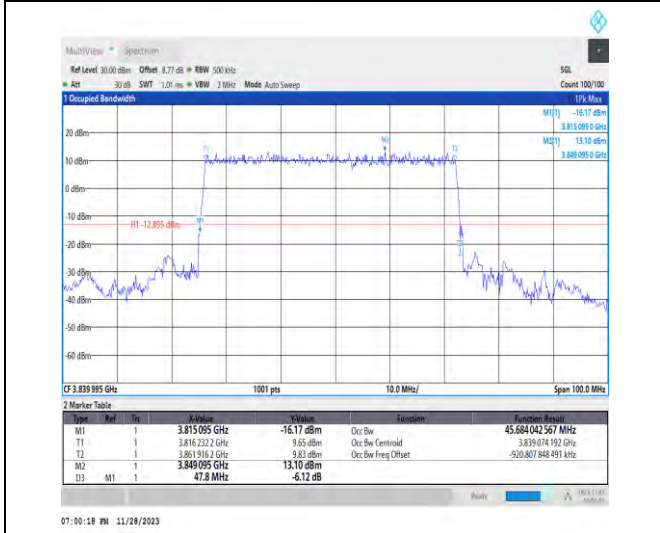 MultiView Spectrum
Ref Level 30.00 dBm Offset 8.77 dB RBW 500 kHz SGL
Att 30 dB SWT 1.01 ms VBW 2 MHz Mode Auto Sweep Count 100/100
1 Occupied Bandwidth 1Pk Max
M1[1] -16.17 dBm
3.815 095 0 GHz
M2[1] 13.10 dBm
3.849 095 0 GHz
20 dBm
M2
T1 T2
10 dBm
0 dBm
-10 dBm
H1 -12.895 dBm
M1
-20 dBm
-30 dBm
-40 dBm
-50 dBm
-60 dBm
CF 3.839 995 GHz 1001 pts 10.0 MHz/ Span 100.0 MHz
2 Marker Table
Type Ref Trc X-Value Y-Value Function Function Result
M1 1 3.815 095 GHz -16.17 dBm Occ Bw 45.684 042 567 MHz
T1 1 3.816 232 2 GHz 9.65 dBm Occ Bw Centroid 3.839 074 192 GHz
T2 1 3.861 916 2 GHz 9.83 dBm Occ Bw Freq Offset -920.807 848 491 kHz
M2 1 3.849 095 GHz 13.10 dBm
D3 M1 1 47.8 MHz -6.12 dB
Ready
07:00:18 PM 11/28/2023